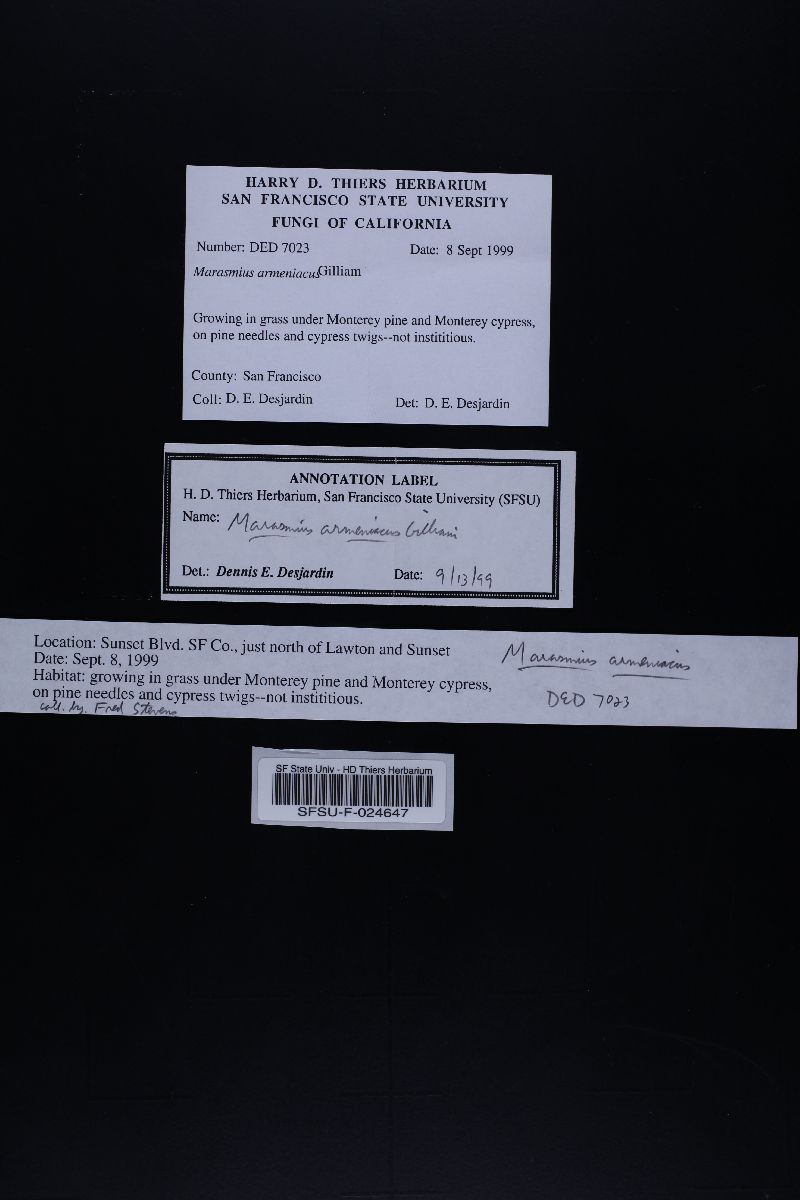 HARRY D. THIERS HERBARIUM
SAN FRANCISCO STATE UNIVERSITY
FUNGI OF CALIFORNIA
Number: DED 7023 Date: 8 Sept 1999
Marasmius armeniacus Gilliam
Growing in grass under Monterey pine and Monterey cypress,
on pine needles and cypress twigs--not instititious.
County: San Francisco
Coll: D. E. Desjardin Det: D. E. Desjardin
ANNOTATION LABEL
H. D. Thiers Herbarium, San Francisco State University (SFSU)
Name: Marasmius armeniacus Gilliam
Det.: Dennis E. Desjardin Date: 9/13/99
Location: Sunset Blvd. SF Co., just north of Lawton and Sunset
Date: Sept. 8, 1999
Habitat: growing in grass under Monterey pine and Monterey cypress,
on pine needles and cypress twigs--not instititious.
coll. by. Fred Stevens
Marasmius armeniacus
DED 7023
SF State Univ - HD Thiers Herbarium
SFSU-F-024647